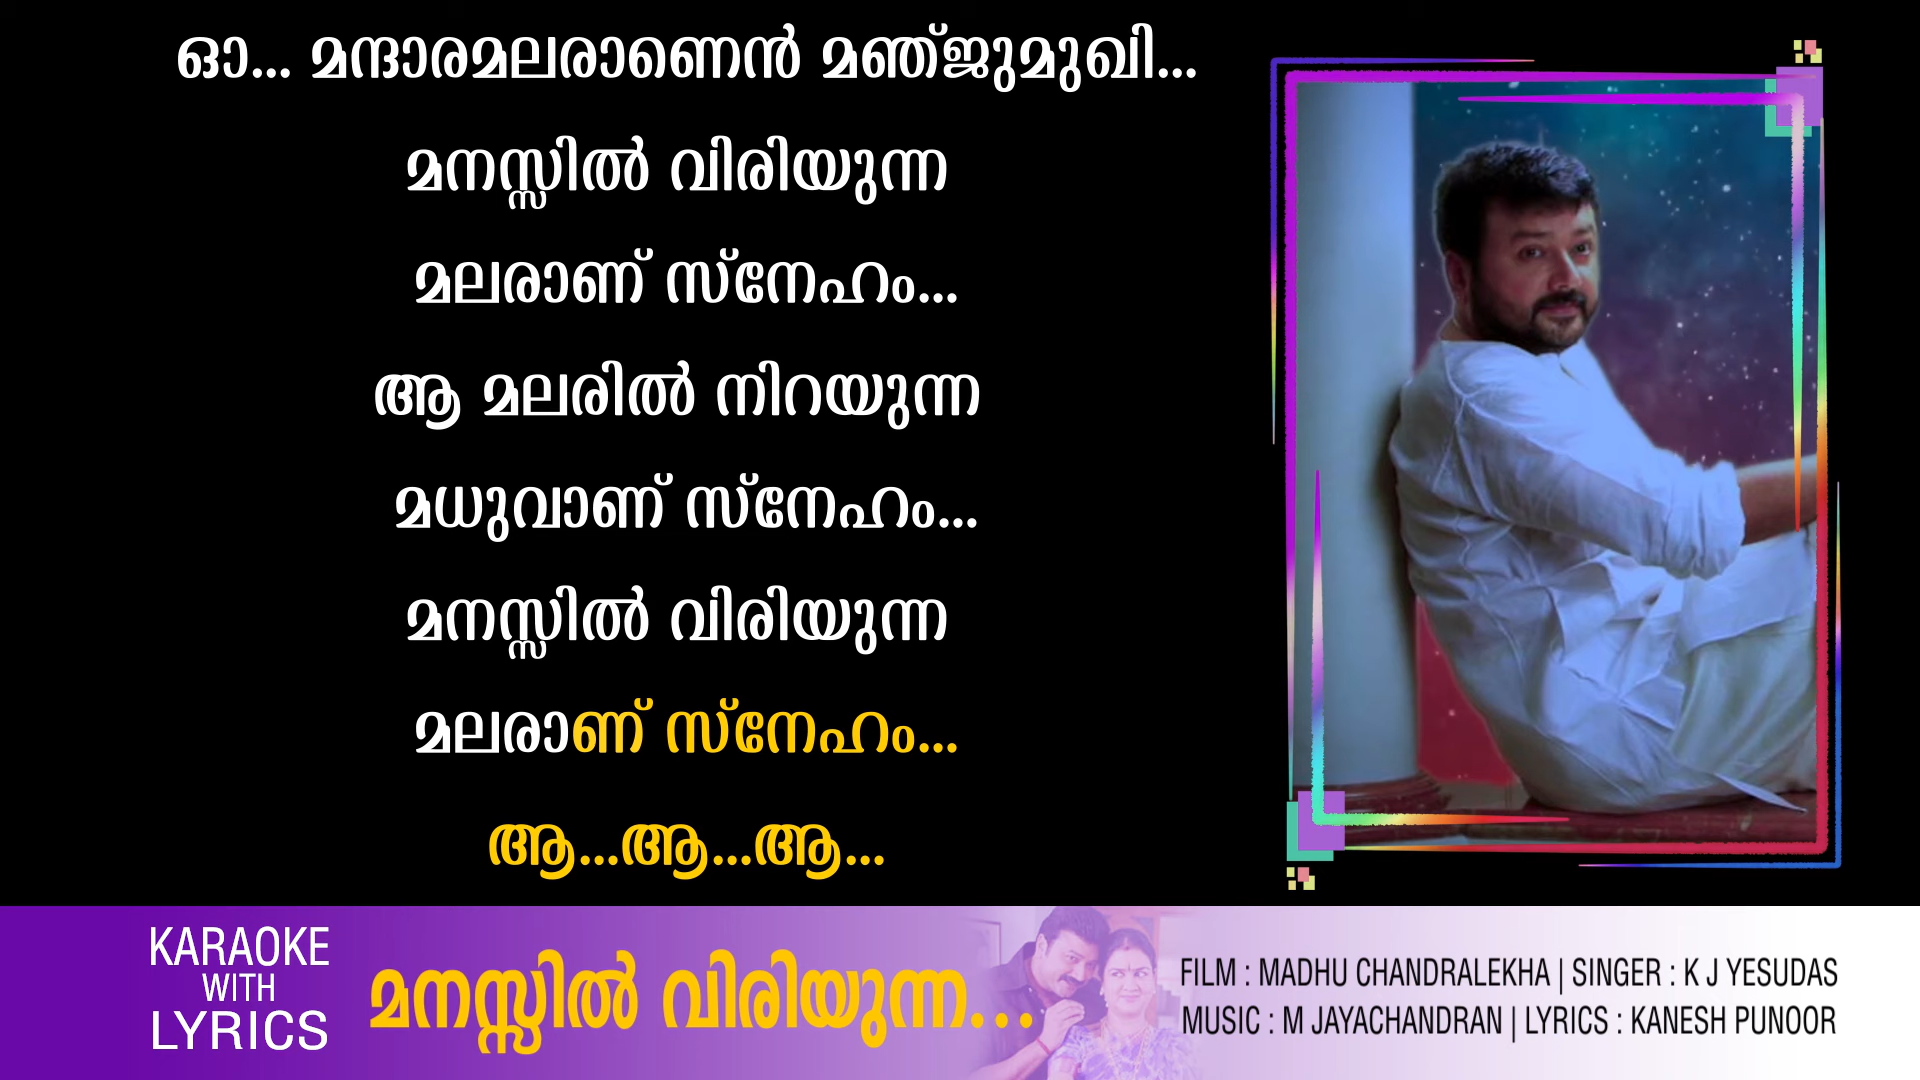 ഓ... മന്ദാരമലരാണെൻ മഞ്ജുമുഖി...
മനസ്സിൽ വിരിയുന്ന
മലരാണ് സ്നേഹം...
ആ മലരിൽ നിറയുന്ന
മധുവാണ് സ്നേഹം...
മനസ്സിൽ വിരിയുന്ന
മലരാണ് സ്നേഹം...
ആ...ആ...ആ...
KARAOKE
WITH
LYRICS
മനസ്സിൽ വിരിയുന്ന...
FILM : MADHU CHANDRALEKHA | SINGER : K J YESUDAS
MUSIC : M JAYACHANDRAN | LYRICS : KANESH PUNOOR